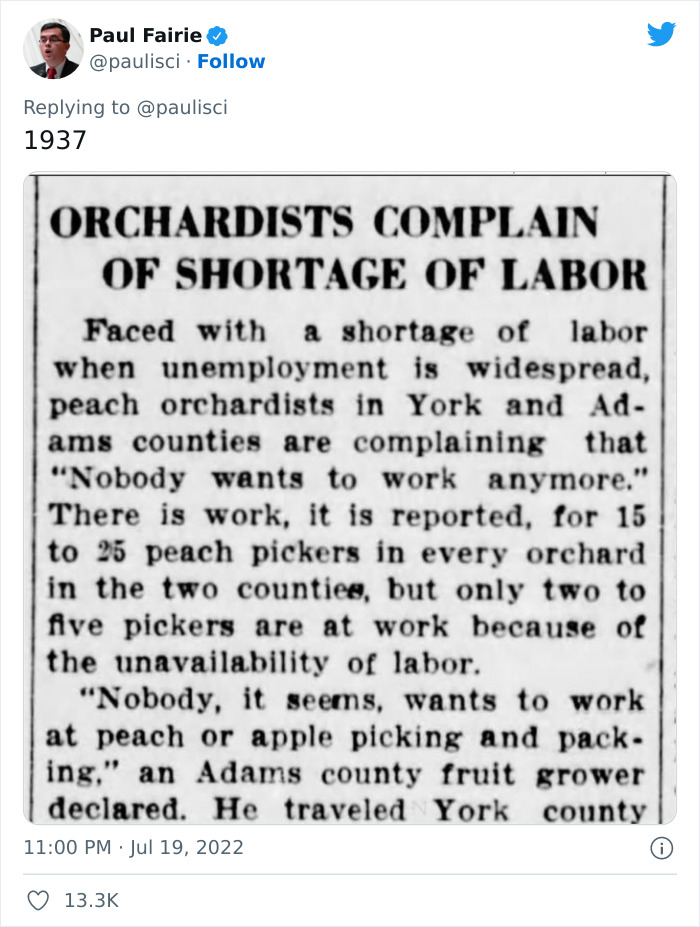 Paul Fairie
@paulisci · Follow
Replying to @paulisci
1937
ORCHARDISTS COMPLAIN
OF SHORTAGE OF LABOR
Faced with a shortage of labor
when unemployment is widespread,
peach orchardists in York and Ad-
ams counties are complaining that
“Nobody wants to work anymore.”
There is work, it is reported, for 15
to 25 peach pickers in every orchard
in the two counties, but only two to
five pickers are at work because of
the unavailability of labor.
“Nobody, it seems, wants to work
at peach or apple picking and pack-
ing,” an Adams county fruit grower
declared. He traveled York county
11:00 PM · Jul 19, 2022
13.3K